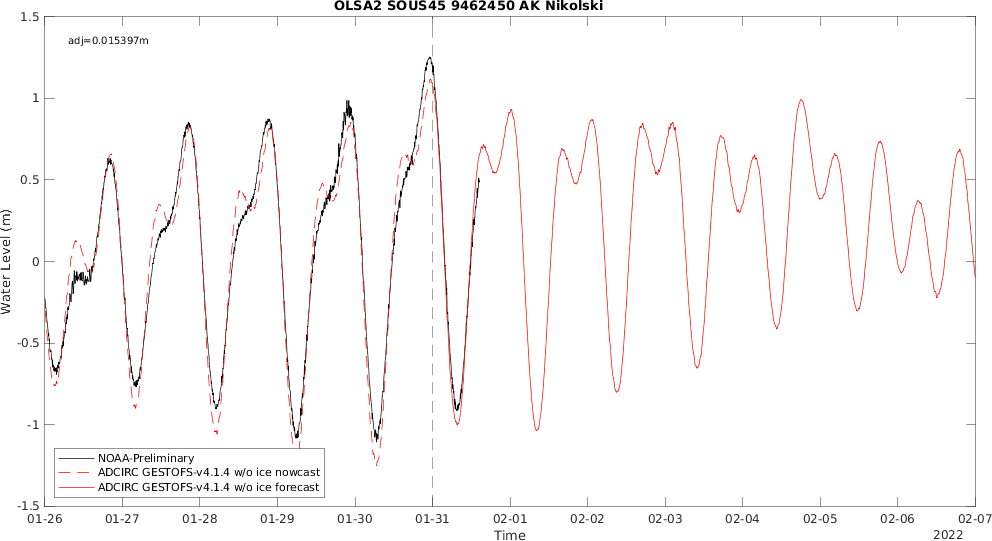 OLSA2 SOUS45 9462450 AK Nikolski
adj=0.015397m
1.5
1
0.5
0
-0.5
-1
-1.5
Water Level (m)
NOAA-Preliminary
ADCIRC GESTOFS-v4.1.4 w/o ice nowcast
ADCIRC GESTOFS-v4.1.4 w/o ice forecast
01-26 01-27 01-28 01-29 01-30 01-31 02-01 02-02 02-03 02-04 02-05 02-06 02-07
Time
2022